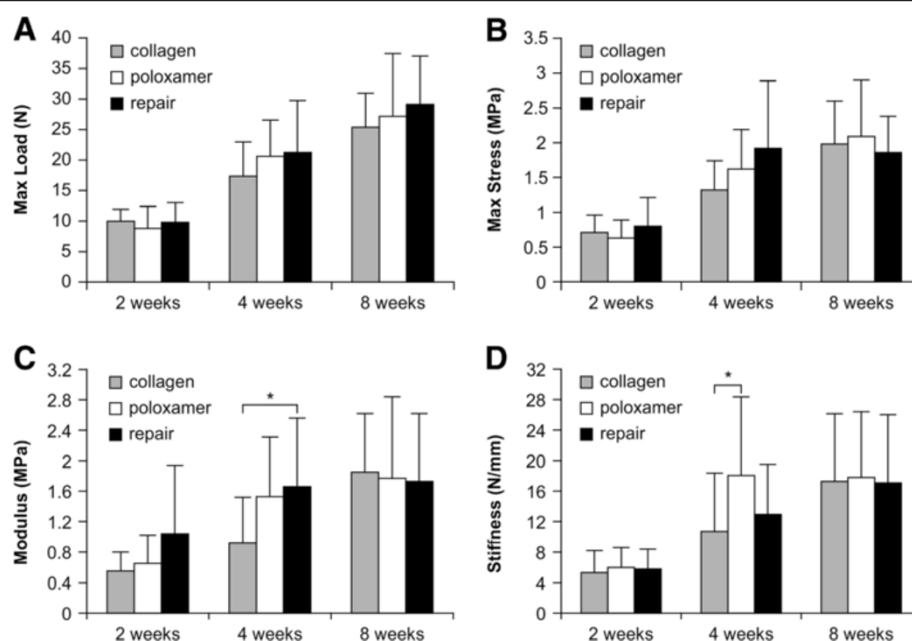 A
Max Load (N)
40
35
30
25
20
15
10
5
0
collagen
poloxamer
repair
2 weeks
4 weeks
8 weeks
B
Max Stress (MPa)
3.5
3
2.5
2
1.5
1
0.5
0
collagen
poloxamer
repair
2 weeks
4 weeks
8 weeks
C
Modulus (MPa)
3.2
2.8
2.4
2
1.6
1.2
0.8
0.4
0
collagen
poloxamer
repair
*
2 weeks
4 weeks
8 weeks
D
Stiffness (N/mm)
32
28
24
20
16
12
8
4
0
collagen
poloxamer
repair
*
2 weeks
4 weeks
8 weeks